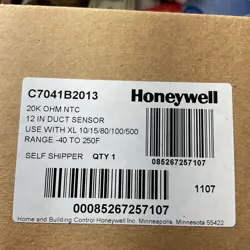 C7041B2013
Honeywell
20K OHM NTC
12 IN DUCT SENSOR
USE WITH XL 10/15/80/100/500
RANGE -40 TO 250F
085267257107
SELF SHIPPER QTY 1
1107
00085267257107
Home and Building Control Honeywell Inc. Minneapolis, Minnesota 55422